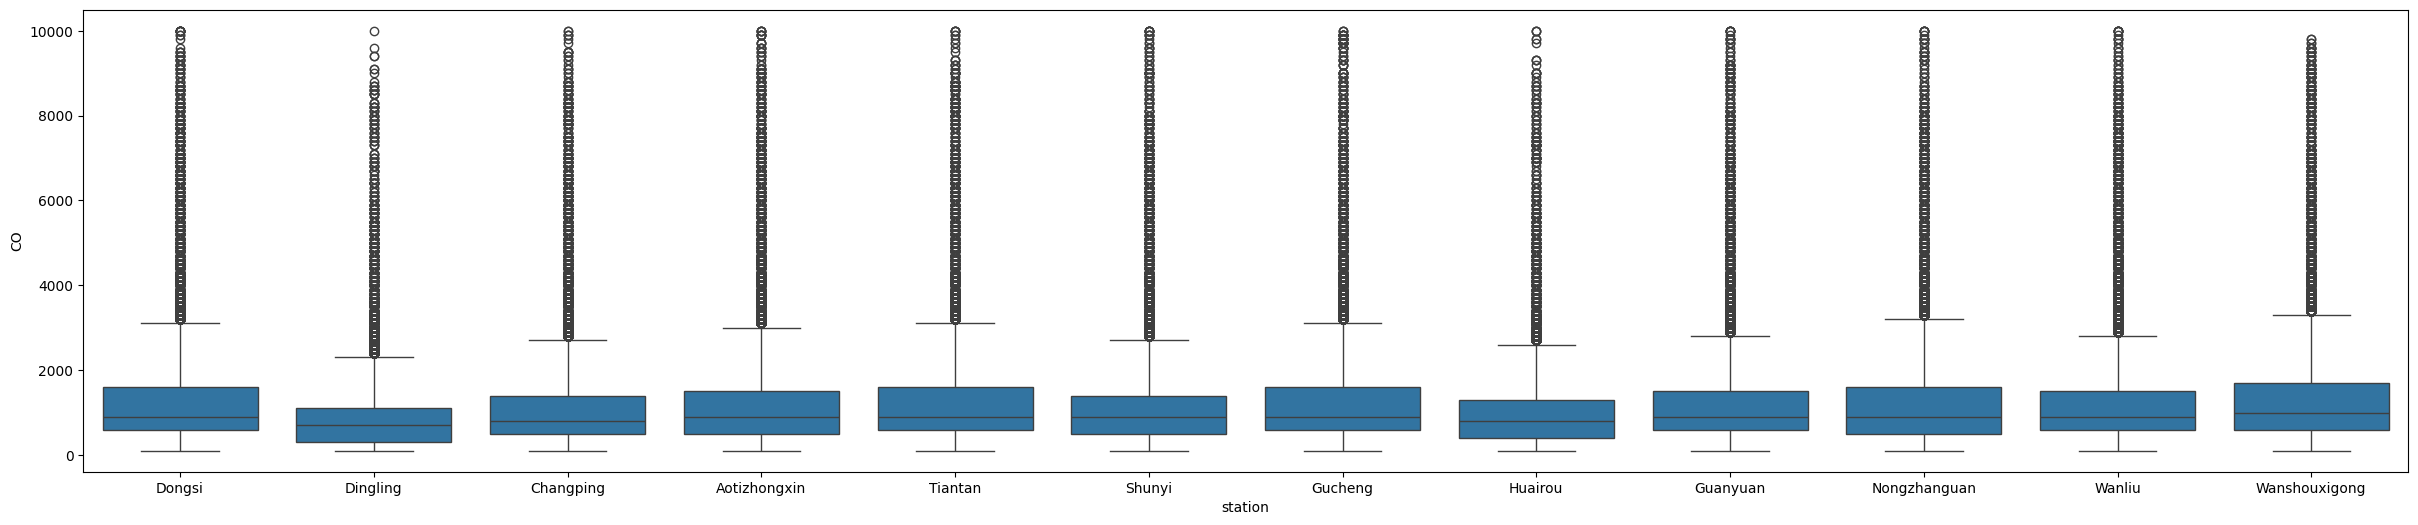 10000
8000
6000
4000
2000
0
CO
Dongsi Dingling Changping Aotizhongxin Tiantan Shunyi Gucheng Huairou Guanyuan Nongzhanguan Wanliu Wanshouxigong
station